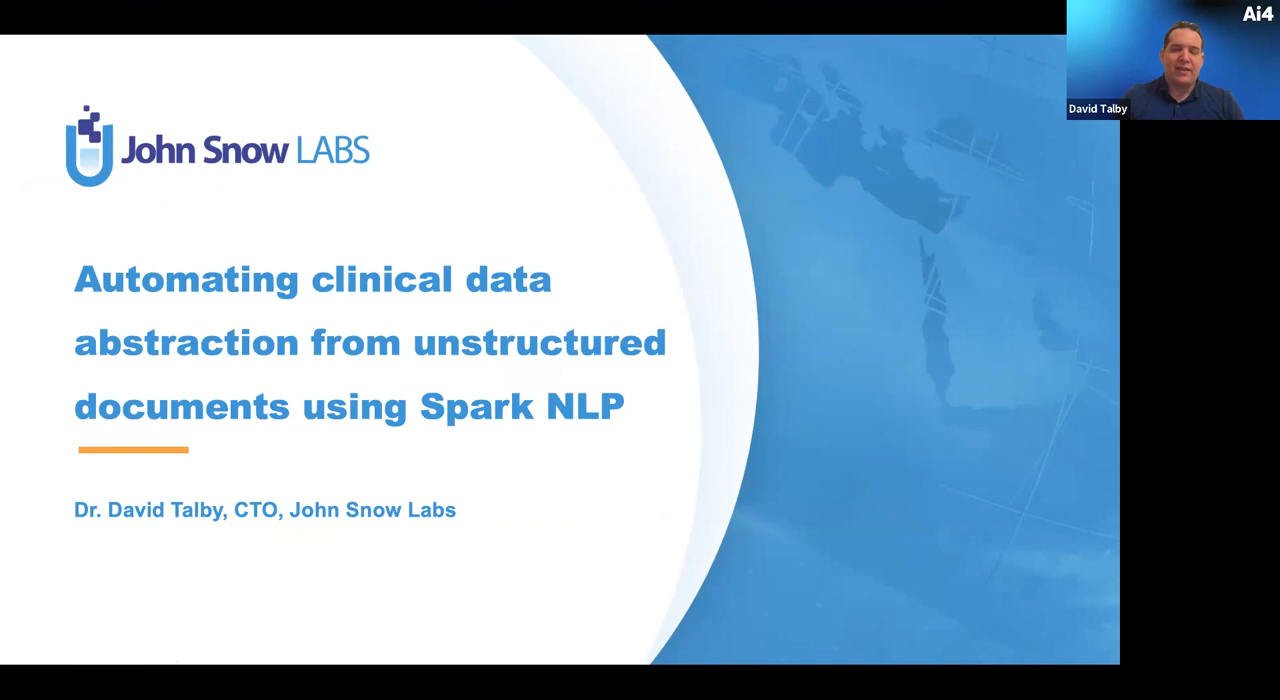 Ai4
David Talby
John Snow LABS
Automating clinical data
abstraction from unstructured
documents using Spark NLP
Dr. David Talby, CTO, John Snow Labs